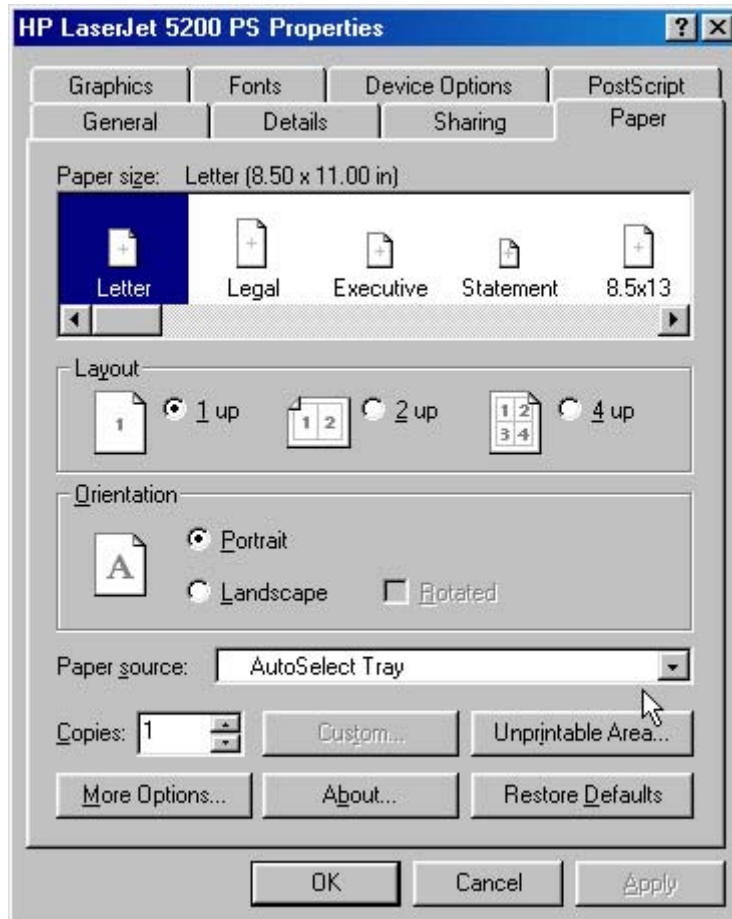 HP LaserJet 5200 PS Properties
Graphics Fonts Device Options PostScript
General Details Sharing Paper
Paper size: Letter (8.50 x 11.00 in)
Letter Legal Executive Statement 8.5x13
Layout
1 1 up 1 2 2 up 1 2 4 up
3 4
Orientation
A Portrait
Landscape Rotated
Paper source: AutoSelect Tray
Copies: 1 Custom... Unprintable Area...
More Options... About... Restore Defaults
OK Cancel Apply